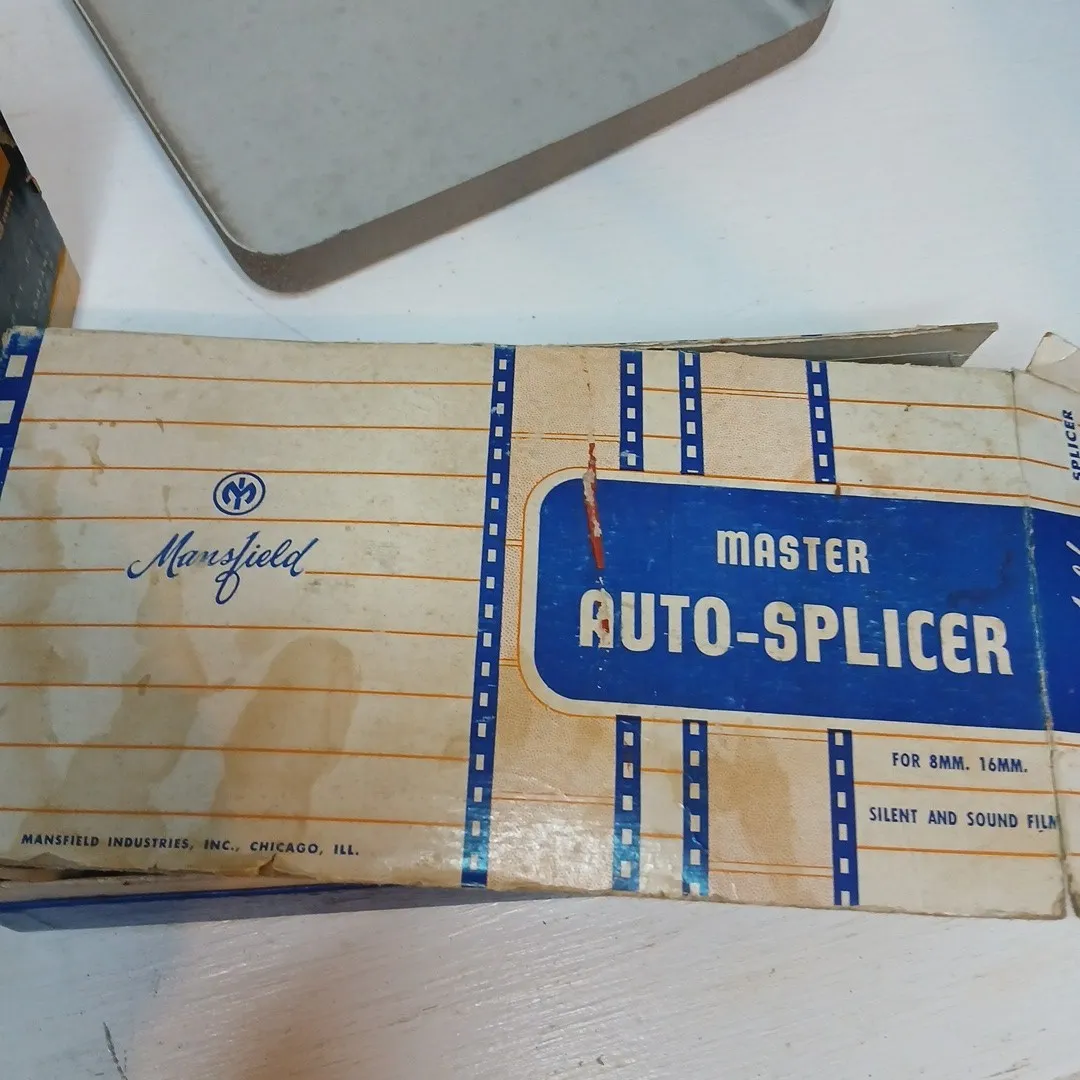 Mansfield
MANSFIELD INDUSTRIES, INC., CHICAGO, ILL.
MASTER
AUTO-SPLICER
FOR 8MM. 16MM.
SILENT AND SOUND FILM
SPLICER